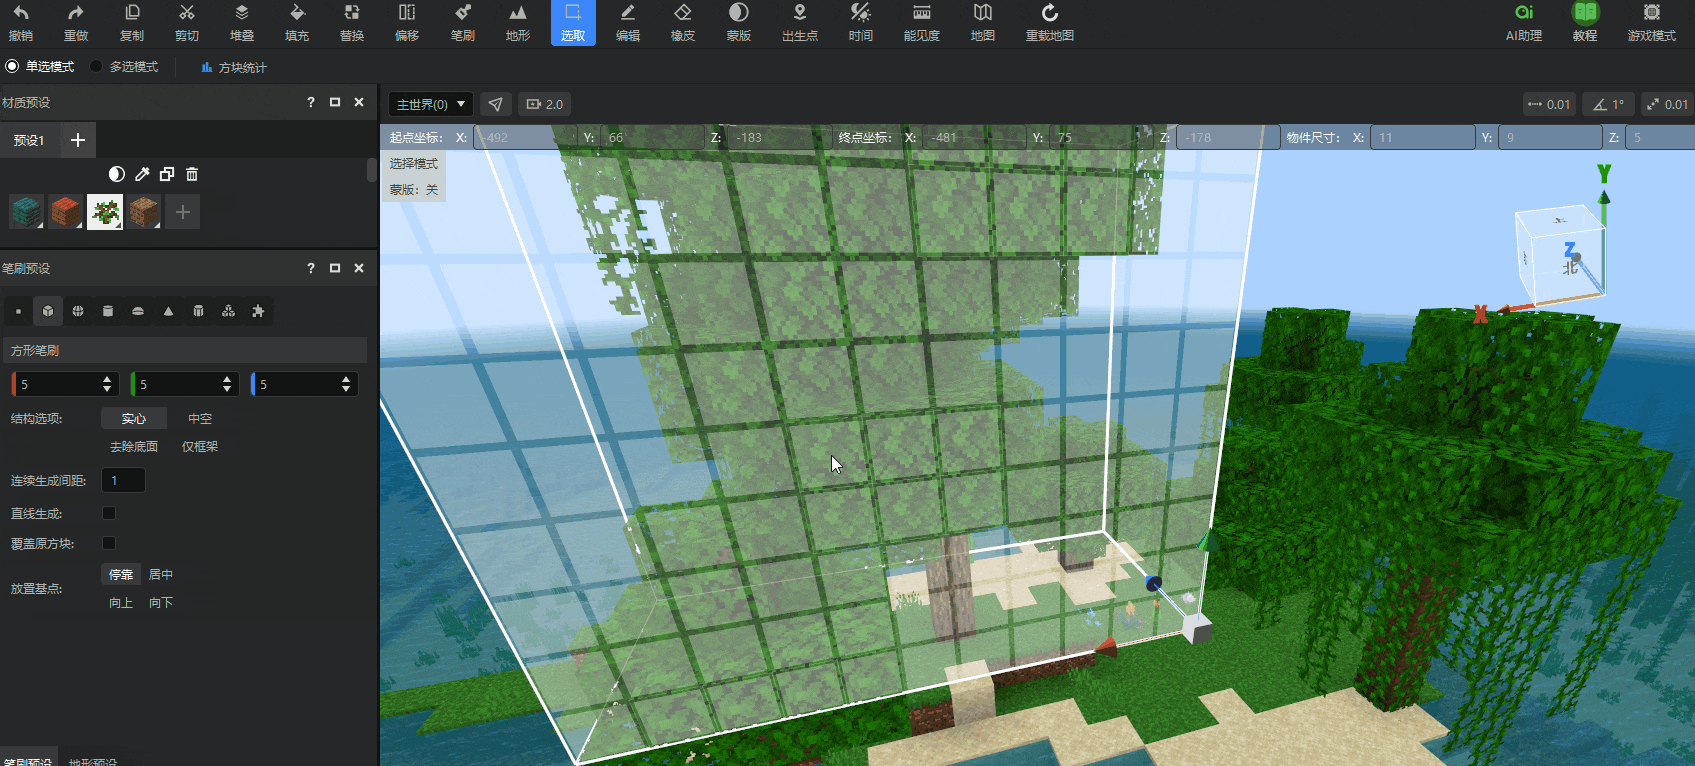 撤销 重做 复制 剪切 堆叠 填充 替换 偏移 笔刷 地形 选取 编辑 橡皮 蒙版 出生点 时间 能见度 地图 重载地图 AI助理 教程 游戏模式
单选模式 多选模式 方块统计
材质预设 ?
主世界(0) 2.0 0.01 1° 0.01
起点坐标: X: -492 Y: 66 Z: -183 终点坐标: X: -481 Y: 75 Z: -178 物件尺寸: X: 11 Y: 9 Z: 5
预设1 +
选择模式
蒙版: 关
Y
上
Z
北
X
笔刷预设 ?
方形笔刷
5 5 5
结构选项: 实心 中空
去除底面 仅框架
连续生成间距: 1
直线生成:
覆盖原方块:
放置基点: 停靠 居中
向上 向下
笔刷预设 地形预设